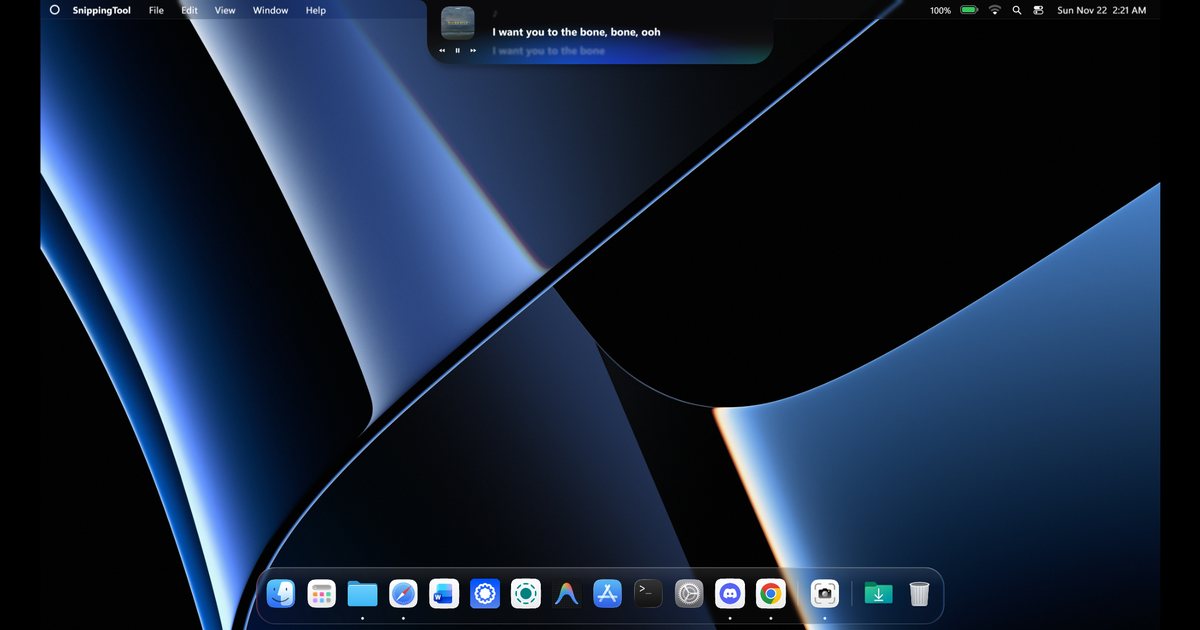 SnippingTool File Edit View Window Help
100% Sun Nov 22 2:21 AM
I want you to the bone, bone, ooh
I want you to the bone